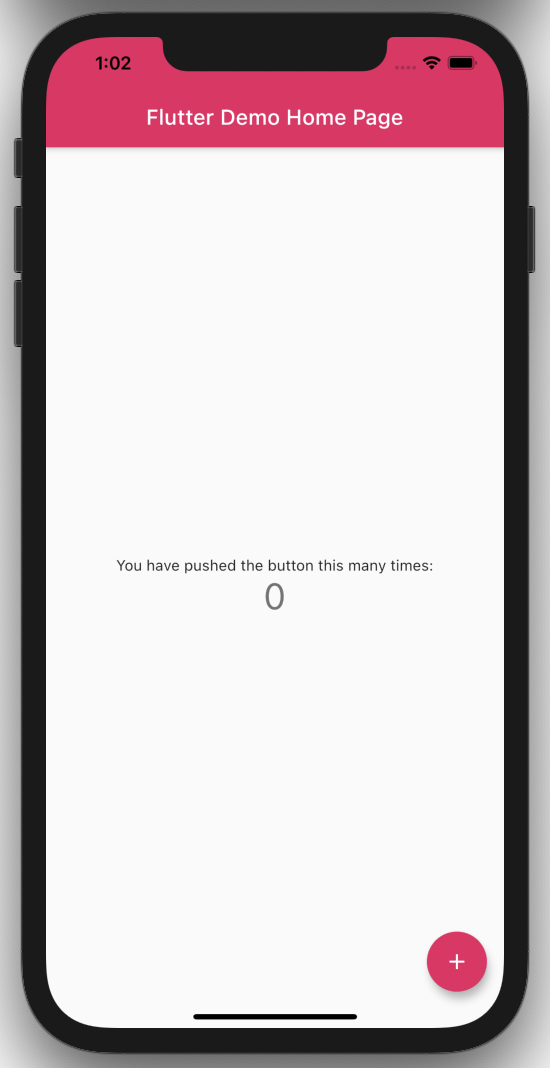 1:02
Flutter Demo Home Page
You have pushed the button this many times:
0
+